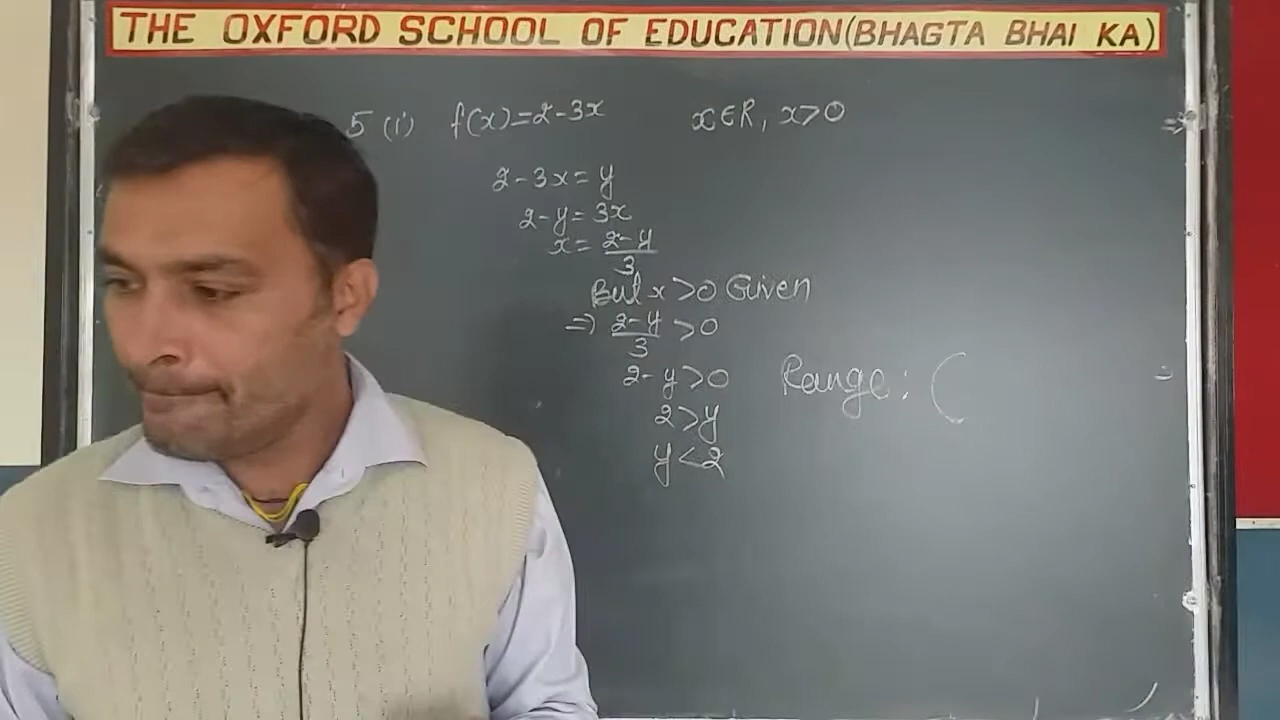 THE OXFORD SCHOOL OF EDUCATION(BHAGTA BHAI KA)
5 (i) f(x)=2-3x x∈R, x>0
2-3x=y
2-y=3x
x=2-y/3
But x>0 Given
⇒ 2-y/3 >0
2-y>0
2>y
y<2
Range: (